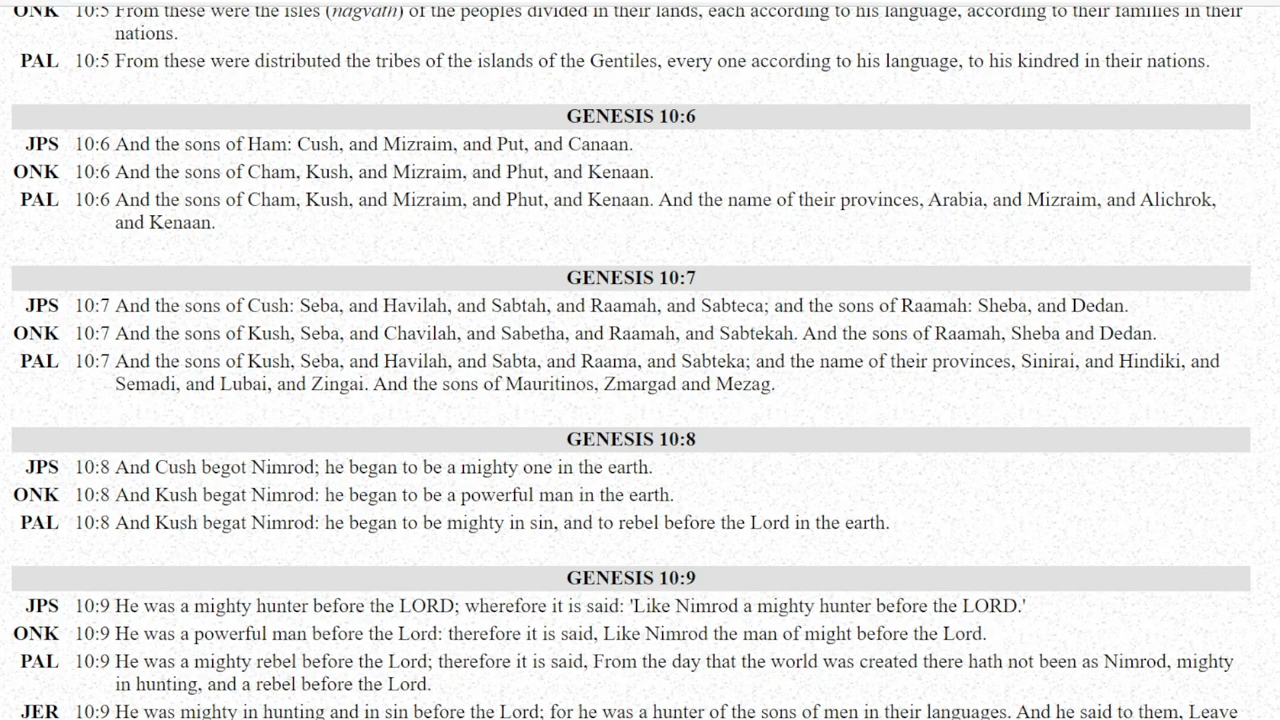 ONK 10:5 From these were the isles (nagvath) of the peoples divided in their lands, each according to his language, according to their families in their
nations.
PAL 10:5 From these were distributed the tribes of the islands of the Gentiles, every one according to his language, to his kindred in their nations.
GENESIS 10:6
JPS 10:6 And the sons of Ham: Cush, and Mizraim, and Put, and Canaan.
ONK 10:6 And the sons of Cham, Kush, and Mizraim, and Phut, and Kenaan.
PAL 10:6 And the sons of Cham, Kush, and Mizraim, and Phut, and Kenaan. And the name of their provinces, Arabia, and Mizraim, and Alichrok,
and Kenaan.
GENESIS 10:7
JPS 10:7 And the sons of Cush: Seba, and Havilah, and Sabtah, and Raamah, and Sabteca; and the sons of Raamah: Sheba, and Dedan.
ONK 10:7 And the sons of Kush, Seba, and Chavilah, and Sabetha, and Raamah, and Sabtekah. And the sons of Raamah, Sheba and Dedan.
PAL 10:7 And the sons of Kush, Seba, and Havilah, and Sabta, and Raama, and Sabteka; and the name of their provinces, Sinirai, and Hindiki, and
Semadi, and Lubai, and Zingai. And the sons of Mauritinos, Zmargad and Mezag.
GENESIS 10:8
JPS 10:8 And Cush begot Nimrod; he began to be a mighty one in the earth.
ONK 10:8 And Kush begat Nimrod: he began to be a powerful man in the earth.
PAL 10:8 And Kush begat Nimrod: he began to be mighty in sin, and to rebel before the Lord in the earth.
GENESIS 10:9
JPS 10:9 He was a mighty hunter before the LORD; wherefore it is said: 'Like Nimrod a mighty hunter before the LORD.'
ONK 10:9 He was a powerful man before the Lord: therefore it is said, Like Nimrod the man of might before the Lord.
PAL 10:9 He was a mighty rebel before the Lord; therefore it is said, From the day that the world was created there hath not been as Nimrod, mighty
in hunting, and a rebel before the Lord.
JER 10:9 He was mighty in hunting and in sin before the Lord; for he was a hunter of the sons of men in their languages. And he said to them, Leave